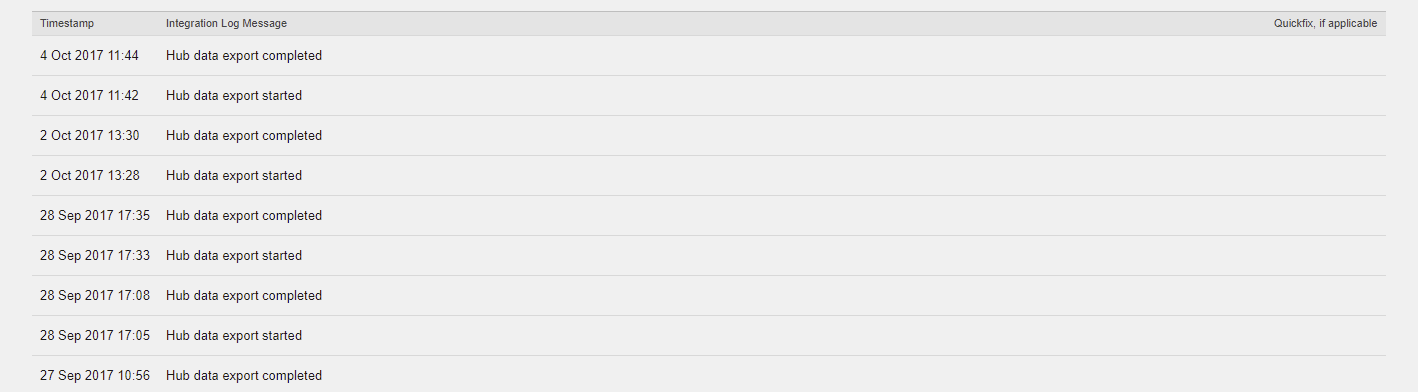 Timestamp Integration Log Message Quickfix, if applicable
4 Oct 2017 11:44 Hub data export completed
4 Oct 2017 11:42 Hub data export started
2 Oct 2017 13:30 Hub data export completed
2 Oct 2017 13:28 Hub data export started
28 Sep 2017 17:35 Hub data export completed
28 Sep 2017 17:33 Hub data export started
28 Sep 2017 17:08 Hub data export completed
28 Sep 2017 17:05 Hub data export started
27 Sep 2017 10:56 Hub data export completed